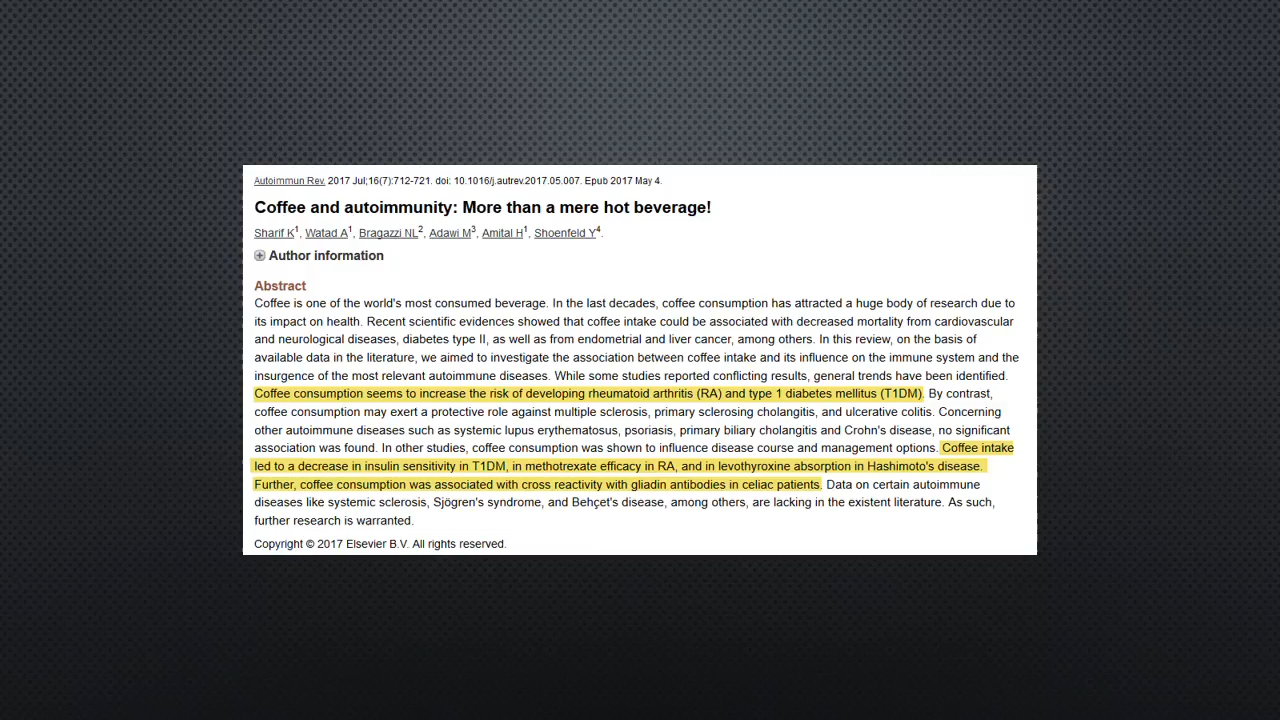 Autoimmun Rev. 2017 Jul;16(7):712-721. doi: 10.1016/j.autrev.2017.05.007. Epub 2017 May 4.
Coffee and autoimmunity: More than a mere hot beverage!
Sharif K1, Watad A1, Bragazzi NL2, Adawi M3, Amital H1, Shoenfeld Y4.
Author information
Abstract
Coffee is one of the world's most consumed beverage. In the last decades, coffee consumption has attracted a huge body of research due to
its impact on health. Recent scientific evidences showed that coffee intake could be associated with decreased mortality from cardiovascular
and neurological diseases, diabetes type II, as well as from endometrial and liver cancer, among others. In this review, on the basis of
available data in the literature, we aimed to investigate the association between coffee intake and its influence on the immune system and the
insurgence of the most relevant autoimmune diseases. While some studies reported conflicting results, general trends have been identified.
Coffee consumption seems to increase the risk of developing rheumatoid arthritis (RA) and type 1 diabetes mellitus (T1DM). By contrast,
coffee consumption may exert a protective role against multiple sclerosis, primary sclerosing cholangitis, and ulcerative colitis. Concerning
other autoimmune diseases such as systemic lupus erythematosus, psoriasis, primary biliary cholangitis and Crohn's disease, no significant
association was found. In other studies, coffee consumption was shown to influence disease course and management options. Coffee intake
led to a decrease in insulin sensitivity in T1DM, in methotrexate efficacy in RA, and in levothyroxine absorption in Hashimoto's disease.
Further, coffee consumption was associated with cross reactivity with gliadin antibodies in celiac patients. Data on certain autoimmune
diseases like systemic sclerosis, Sjögren's syndrome, and Behçet's disease, among others, are lacking in the existent literature. As such,
further research is warranted.
Copyright © 2017 Elsevier B.V. All rights reserved.